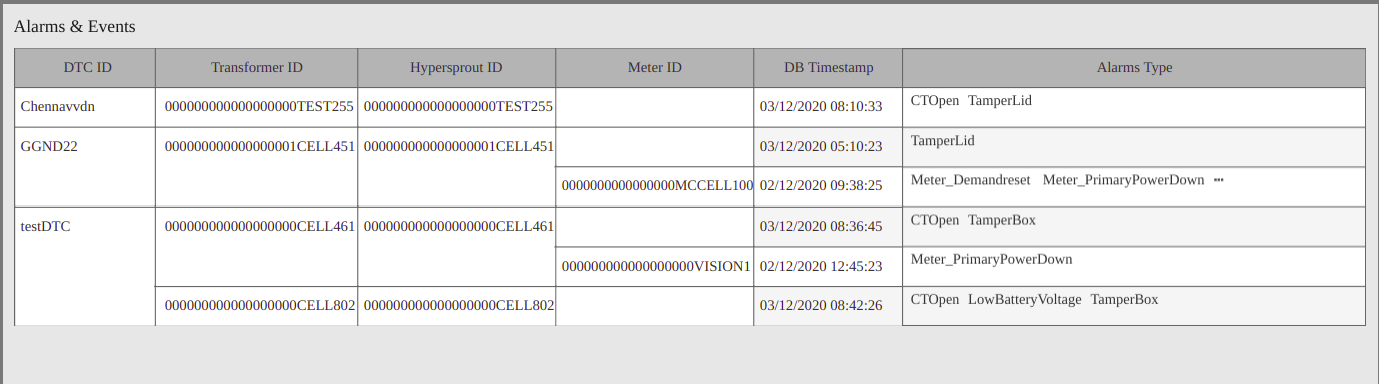 Alarms & Events
DTC ID Transformer ID Hypersprout ID Meter ID DB Timestamp Alarms Type
Chennavvdn 000000000000000000TEST255 000000000000000000TEST255 03/12/2020 08:10:33 CTOpen TamperLid
GGND22 000000000000000001CELL451 000000000000000001CELL451 03/12/2020 05:10:23 TamperLid
0000000000000000MCCELL100 02/12/2020 09:38:25 Meter_Demandreset Meter_PrimaryPowerDown ...
testDTC 000000000000000000CELL461 000000000000000000CELL461 03/12/2020 08:36:45 CTOpen TamperBox
000000000000000000VISION1 02/12/2020 12:45:23 Meter_PrimaryPowerDown
000000000000000000CELL802 000000000000000000CELL802 03/12/2020 08:42:26 CTOpen LowBatteryVoltage TamperBox